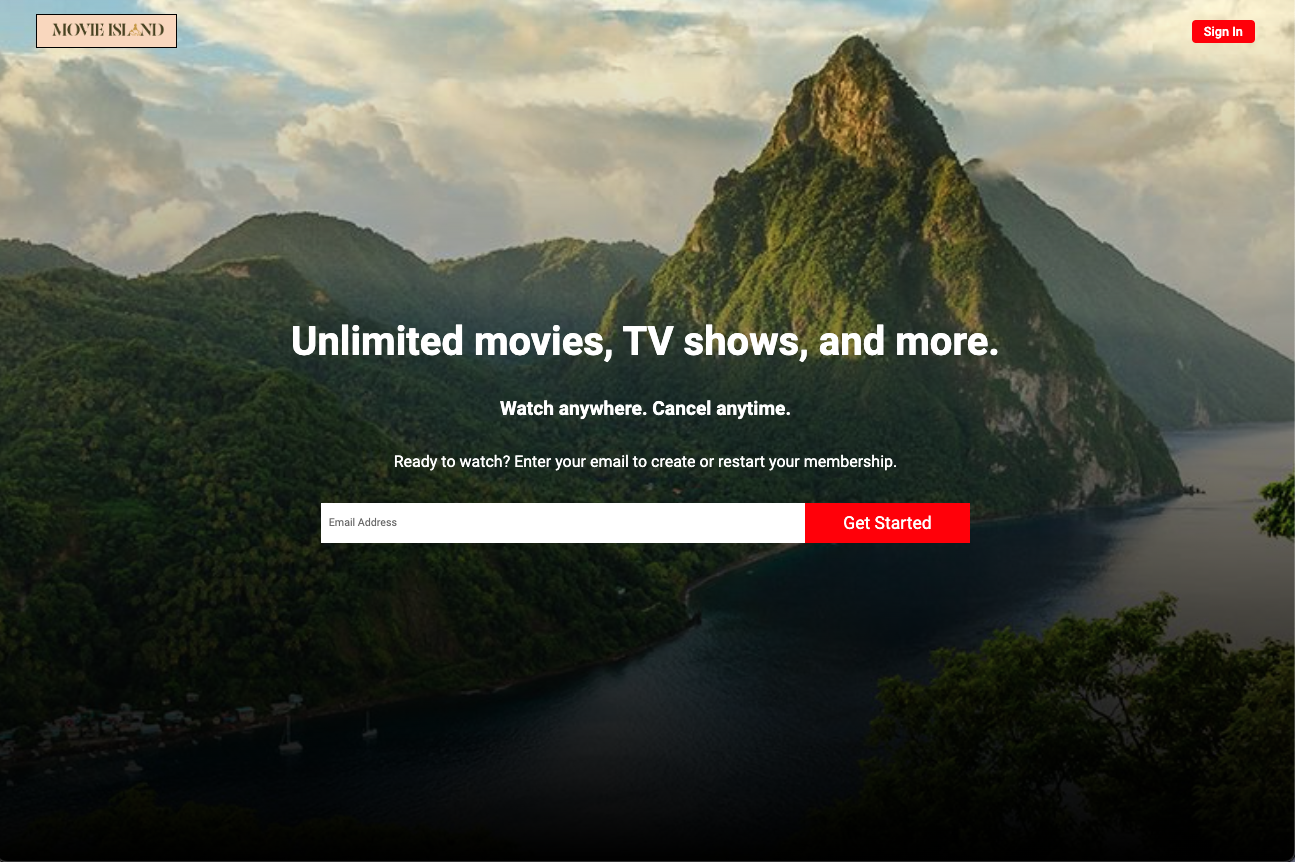 MOVIE ISLAND
Sign In
Unlimited movies, TV shows, and more.
Watch anywhere. Cancel anytime.
Ready to watch? Enter your email to create or restart your membership.
Email Address
Get Started